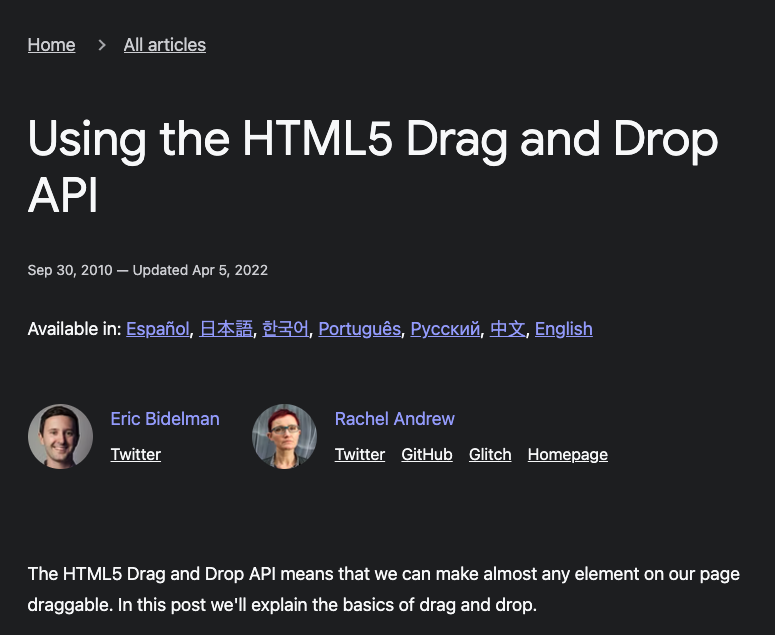 Home > All articles
Using the HTML5 Drag and Drop
API
Sep 30, 2010 — Updated Apr 5, 2022
Available in: Español, 日本語, 한국어, Português, Русский, 中文, English
Eric Bidelman
Twitter
Rachel Andrew
Twitter GitHub Glitch Homepage
The HTML5 Drag and Drop API means that we can make almost any element on our page
draggable. In this post we'll explain the basics of drag and drop.